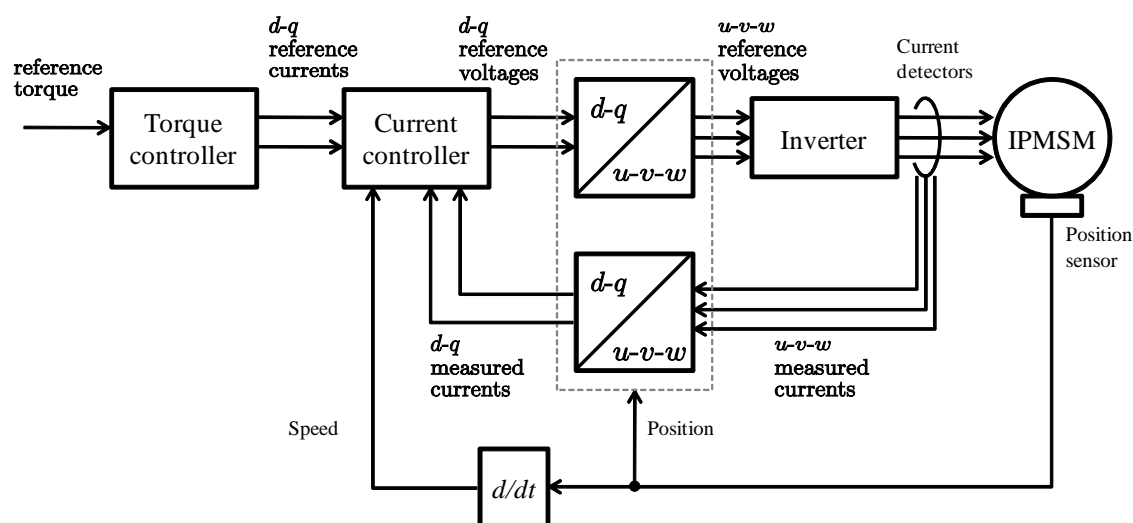 d-q
reference
currents
d-q
reference
voltages
u-v-w
reference
voltages
Current
detectors
reference
torque
Torque
controller
Current
controller
d-q
u-v-w
Inverter
IPMSM
Position
sensor
d-q
u-v-w
d-q
measured
currents
u-v-w
measured
currents
Speed
Position
d/dt